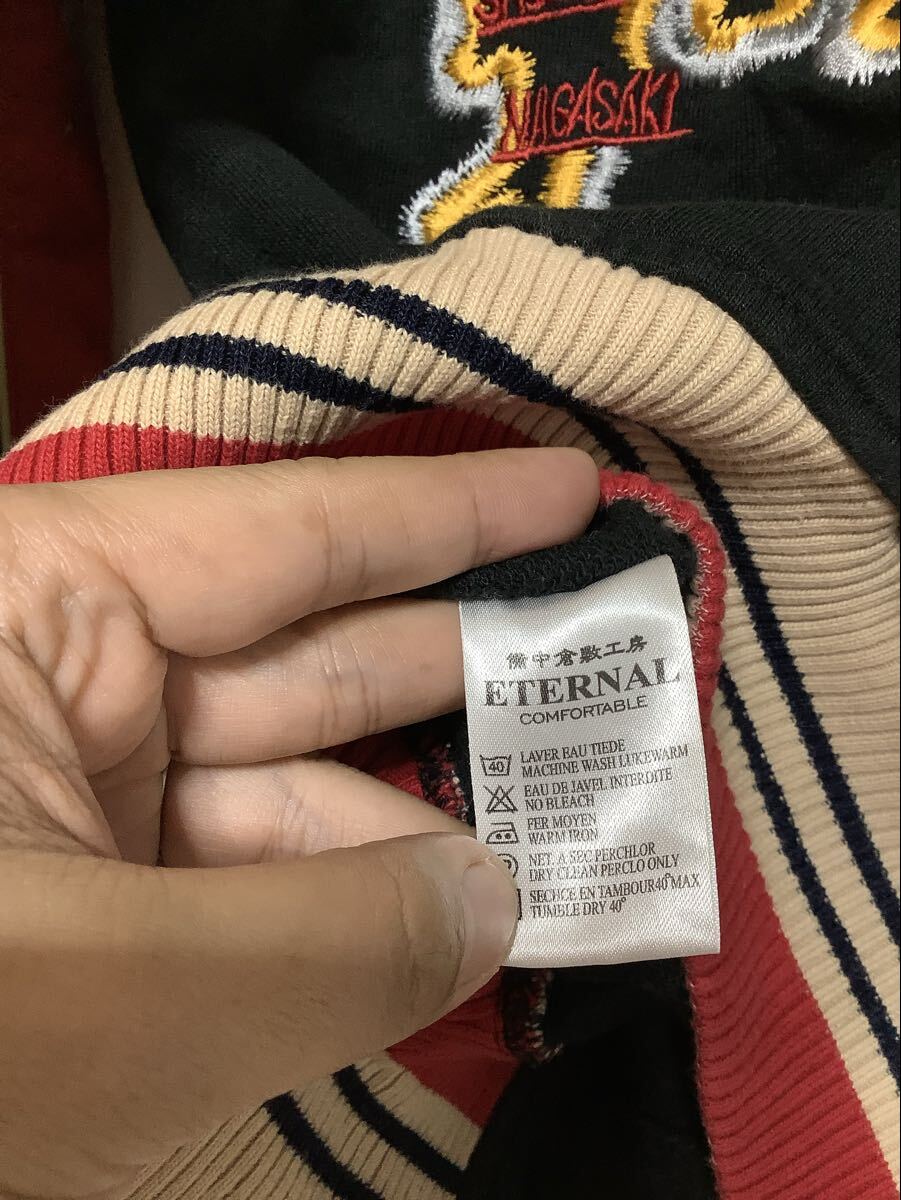 NAGASAKI
備中倉敷工房
ETERNAL
COMFORTABLE
40
LAVER EAU TIEDE
MACHINE WASH LUKEWARM
EAU DE JAVEL INTERDITE
NO BLEACH
FER MOYEN
WARM IRON
NET. A SEC PERCHLOR
DRY CLEAN PERCLO ONLY
SECHCE EN TAMBOUR40°MAX
TUMBLE DRY 40°